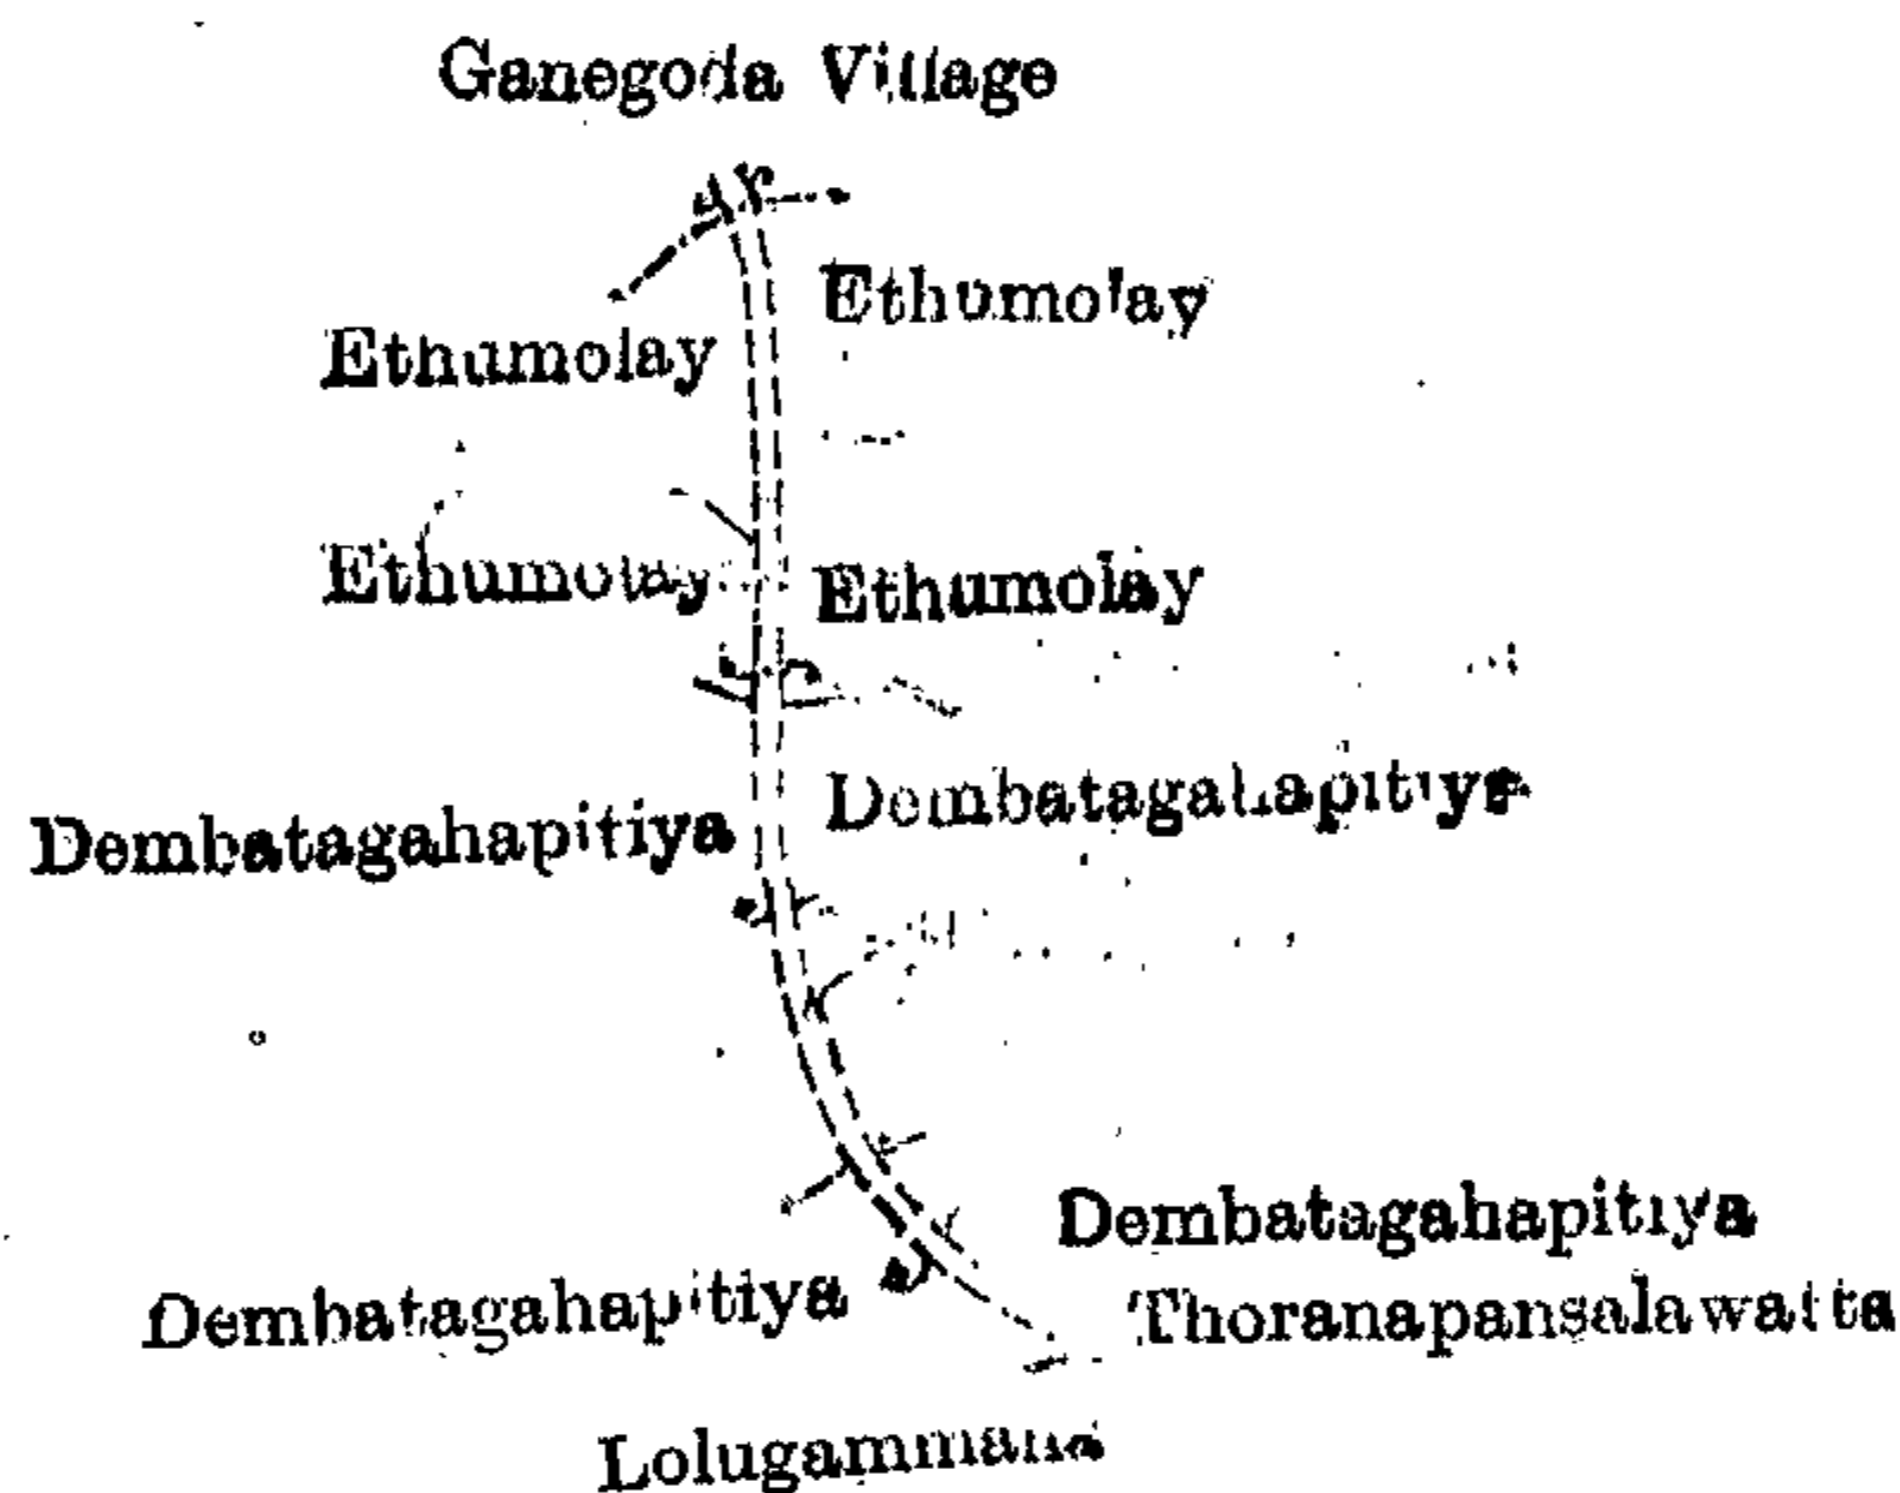 Ganegoda Village
Ethumolay
Ethumolay
Ethumolay Ethumolay
Dembatagahapitiya
Dembatagahapitiya
Dembatagahapitiya
Thoranapansalawatta
Dembatagahapitiya
Lolugammana